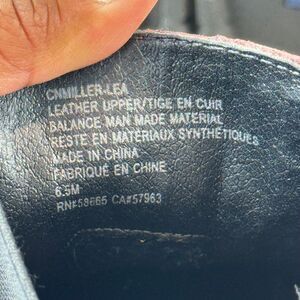 CNMILLER-LEA
LEATHER UPPER/TIGE EN CUIR
BALANCE MAN MADE MATERIAL
RESTE EN MATERIAUX SYNTHÉTIQUES
MADE IN CHINA
FABRIQUÉ EN CHINE
6.5M
RN#58665 CA#57963